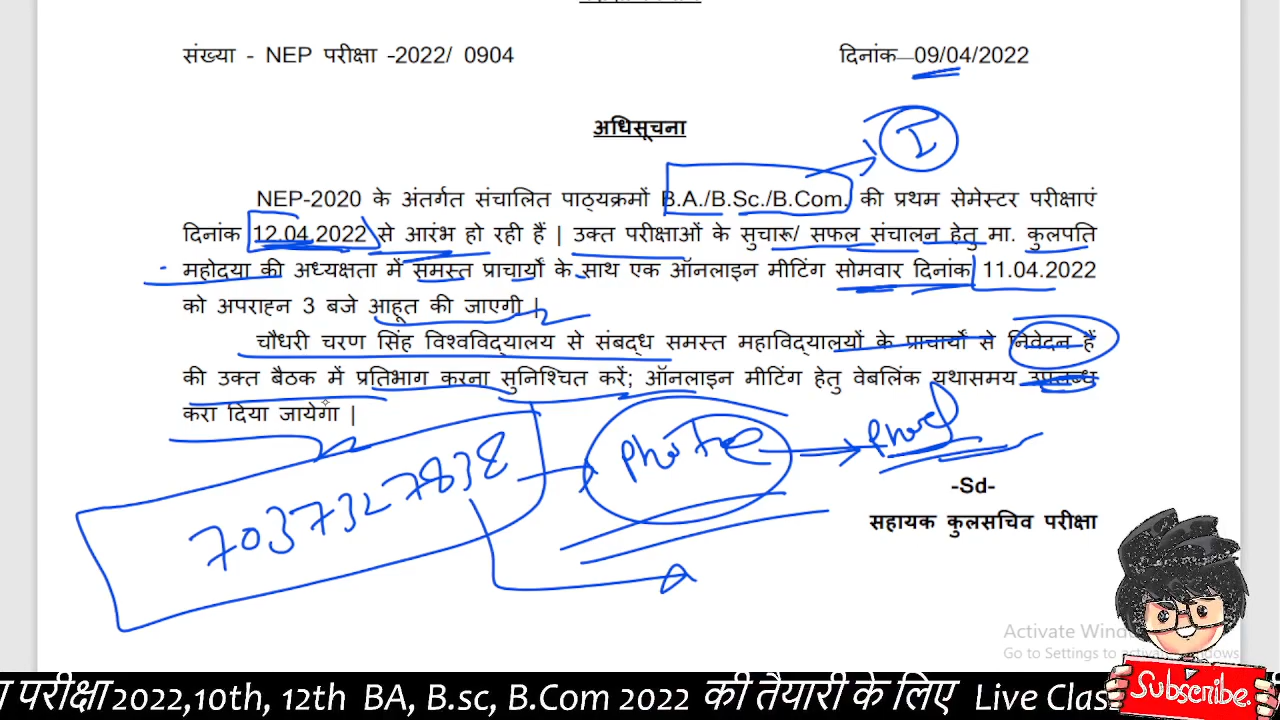 संख्या - NEP परीक्षा -2022/ 0904 दिनांक—09/04/2022
अधिसूचना
I
NEP-2020 के अंतर्गत संचालित पाठ्यक्रमों B.A./B.Sc./B.Com. की प्रथम सेमेस्टर परीक्षाएं
दिनांक 12.04.2022 से आरंभ हो रही हैं | उक्त परीक्षाओं के सुचारू/ सफल संचालन हेतु मा. कुलपति
महोदया की अध्यक्षता में समस्त प्राचार्यों के साथ एक ऑनलाइन मीटिंग सोमवार दिनांक 11.04.2022
को अपराहन 3 बजे आहूत की जाएगी |
चौधरी चरण सिंह विश्वविद्यालय से संबद्ध समस्त महाविद्यालयों के प्राचार्यों से निवेदन हैं
की उक्त बैठक में प्रतिभाग करना सुनिश्चित करें; ऑनलाइन मीटिंग हेतु वेबलिंक यथासमय उपलब्ध
करा दिया जायेगा |
7037327838
-Sd-
सहायक कुलसचिव परीक्षा
Activate Wind
Go to Settings to activate Windows
परीक्षा 2022,10th, 12th BA, B.sc, B.Com 2022 की तैयारी के लिए Live Clas
Subscribe.